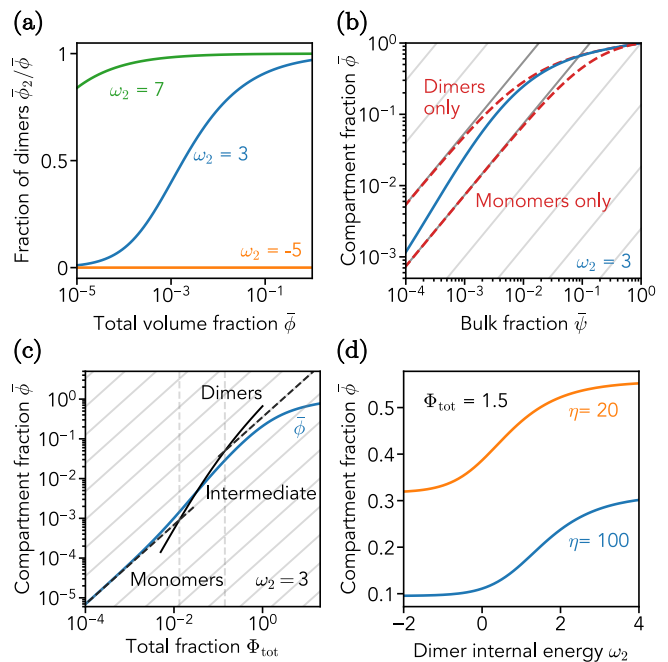 (a)
Fraction of dimers ϕ̄₂/ϕ̄
1
0.5
0
ω₂ = 7
ω₂ = 3
ω₂ = -5
10⁻⁵
10⁻³
10⁻¹
Total volume fraction ϕ̄
(b)
Compartment fraction ϕ̄
10⁰
10⁻¹
10⁻²
10⁻³
Dimers
only
Monomers only
ω₂ = 3
10⁻⁴
10⁻³
10⁻²
10⁻¹
10⁰
Bulk fraction ψ̄
(c)
Compartment fraction ϕ̄
10⁰
10⁻¹
10⁻²
10⁻³
10⁻⁴
10⁻⁵
Dimers
ϕ̄
Intermediate
Monomers
ω₂ = 3
10⁻⁴
10⁻²
10⁰
Total fraction Φtot
(d)
Compartment fraction ϕ̄
0.5
0.4
0.3
0.2
0.1
Φtot = 1.5
η= 20
η= 100
−2
0
2
4
Dimer internal energy ω₂